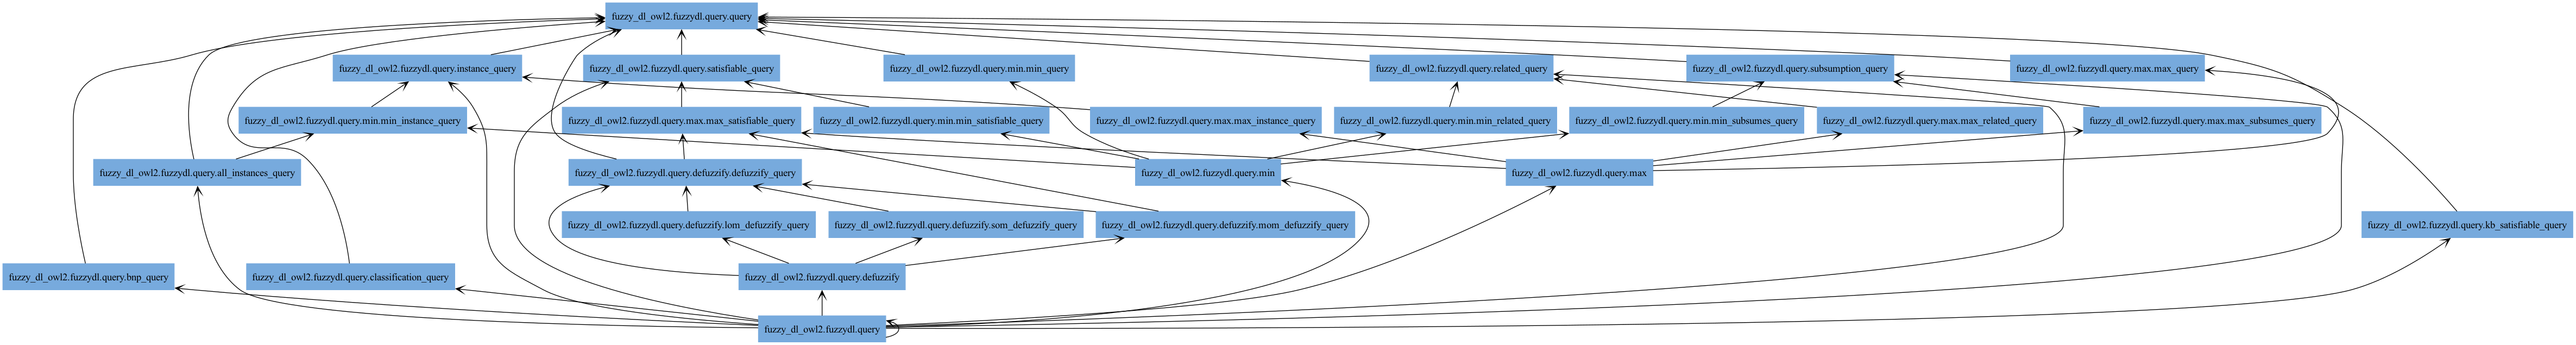 fuzzy_dl_owl2.fuzzydl.query.query
fuzzy_dl_owl2.fuzzydl.query.instance_query
fuzzy_dl_owl2.fuzzydl.query.satisfiable_query
fuzzy_dl_owl2.fuzzydl.query.min.min_query
fuzzy_dl_owl2.fuzzydl.query.related_query
fuzzy_dl_owl2.fuzzydl.query.subsumption_query
fuzzy_dl_owl2.fuzzydl.query.max.max_query
fuzzy_dl_owl2.fuzzydl.query.min.min_instance_query
fuzzy_dl_owl2.fuzzydl.query.max.max_satisfiable_query
fuzzy_dl_owl2.fuzzydl.query.min.min_satisfiable_query
fuzzy_dl_owl2.fuzzydl.query.max.max_instance_query
fuzzy_dl_owl2.fuzzydl.query.min.min_related_query
fuzzy_dl_owl2.fuzzydl.query.min.min_subsumes_query
fuzzy_dl_owl2.fuzzydl.query.max.max_related_query
fuzzy_dl_owl2.fuzzydl.query.max.max_subsumes_query
fuzzy_dl_owl2.fuzzydl.query.all_instances_query
fuzzy_dl_owl2.fuzzydl.query.defuzzify.defuzzify_query
fuzzy_dl_owl2.fuzzydl.query.min
fuzzy_dl_owl2.fuzzydl.query.max
fuzzy_dl_owl2.fuzzydl.query.defuzzify.lom_defuzzify_query
fuzzy_dl_owl2.fuzzydl.query.defuzzify.som_defuzzify_query
fuzzy_dl_owl2.fuzzydl.query.defuzzify.mom_defuzzify_query
fuzzy_dl_owl2.fuzzydl.query.kb_satisfiable_query
fuzzy_dl_owl2.fuzzydl.query.bnp_query
fuzzy_dl_owl2.fuzzydl.query.classification_query
fuzzy_dl_owl2.fuzzydl.query.defuzzify
fuzzy_dl_owl2.fuzzydl.query